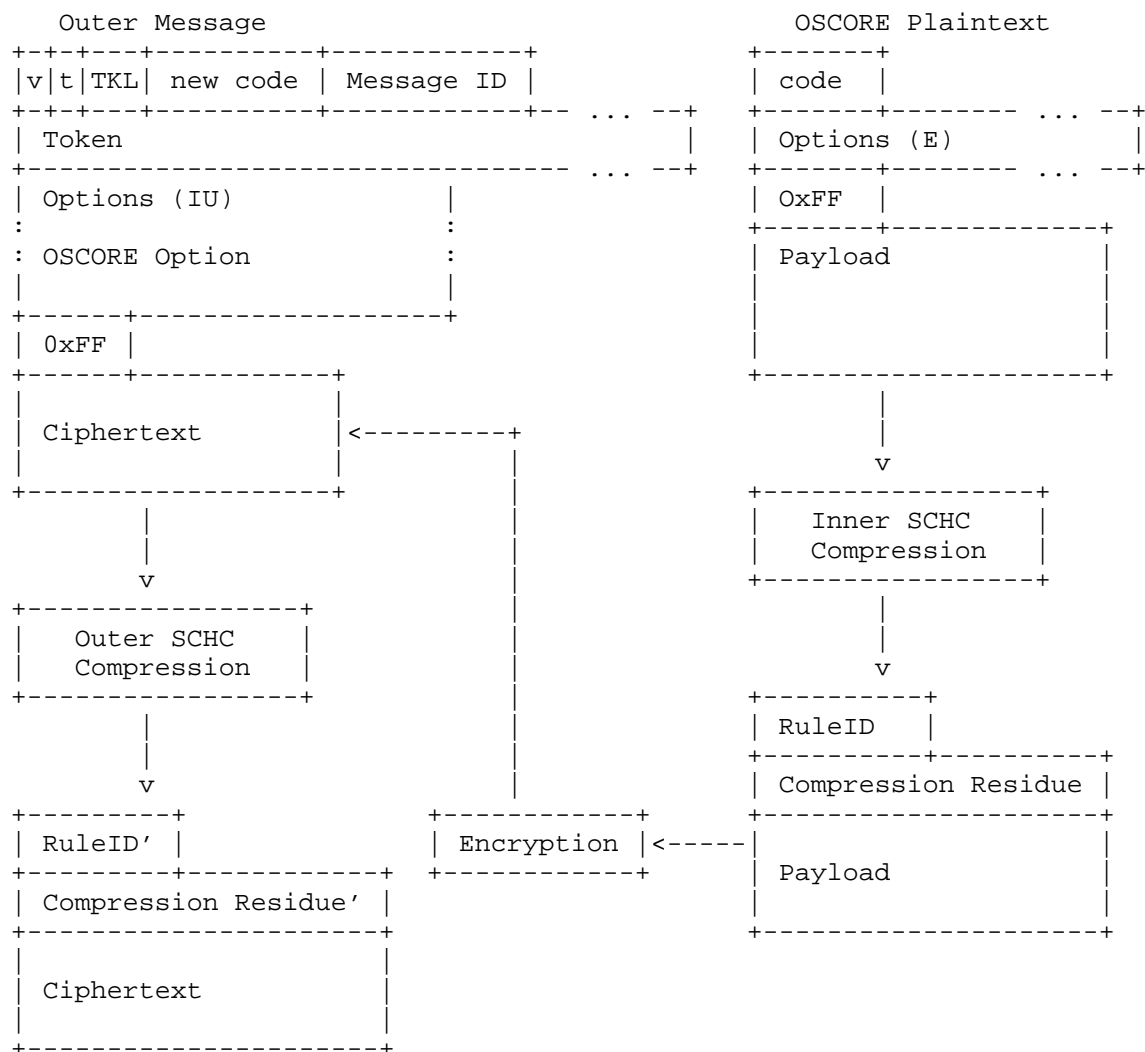 Outer Message
|v|t|TKL| new code | Message ID |
| Token |
| Options (IU) |
: OSCORE Option :
| 0xFF |
| Ciphertext |<---------+
| Outer SCHC |
| Compression |
| RuleID’ |
| Compression Residue’ |
| Ciphertext |
OSCORE Plaintext
| code |
| Options (E) |
| OxFF |
| Payload |
| Inner SCHC |
| Compression |
| RuleID |
| Compression Residue |
| Encryption |<-----|
| Payload |